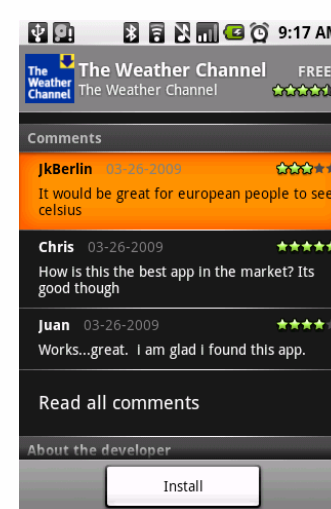 9:17 AM
The Weather Channel
The Weather Channel FREE
The Weather Channel
Comments
JkBerlin 03-26-2009
It would be great for european people to see
celsius
Chris 03-26-2009
How is this the best app in the market? Its
good though
Juan 03-26-2009
Works...great. I am glad I found this app.
Read all comments
About the developer
Install